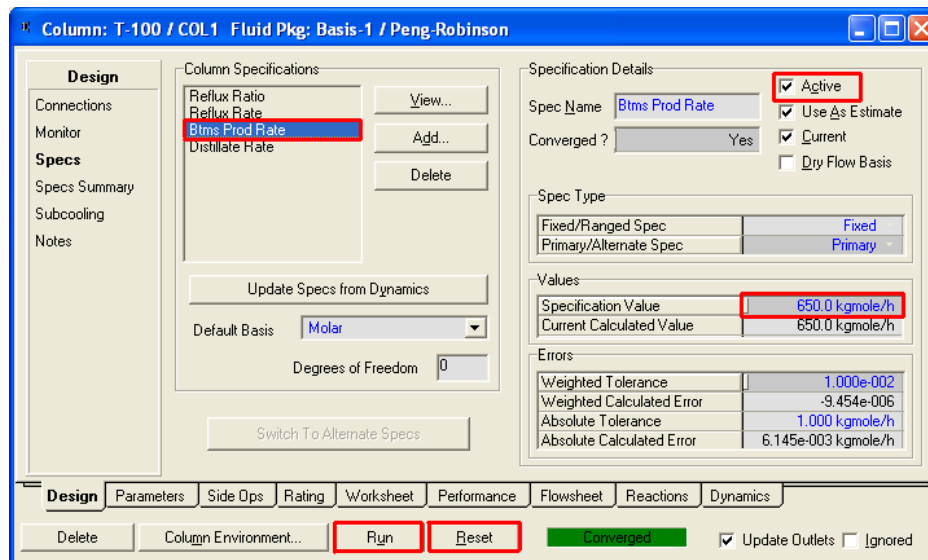 Column: T-100 / COL1 Fluid Pkg: Basis-1 / Peng-Robinson
Design
Connections
Monitor
Specs
Specs Summary
Subcooling
Notes
Column Specifications
Reflux Ratio
Reflux Rate
Btms Prod Rate
Distillate Rate
View...
Add...
Delete
Update Specs from Dynamics
Default Basis Molar
Degrees of Freedom 0
Switch To Alternate Specs
Specification Details
Spec Name Btms Prod Rate
Converged ? Yes
Active
Use As Estimate
Current
Dry Flow Basis
Spec Type
Fixed/Ranged Spec Fixed
Primary/Alternate Spec Primary
Values
Specification Value 650.0 kgmole/h
Current Calculated Value 650.0 kgmole/h
Errors
Weighted Tolerance 1.000e-002
Weighted Calculated Error -9.454e-006
Absolute Tolerance 1.000 kgmole/h
Absolute Calculated Error 6.145e-003 kgmole/h
Design Parameters Side Ops Rating Worksheet Performance Flowsheet Reactions Dynamics
Delete Column Environment... Run Reset Converged Update Outlets Ignored